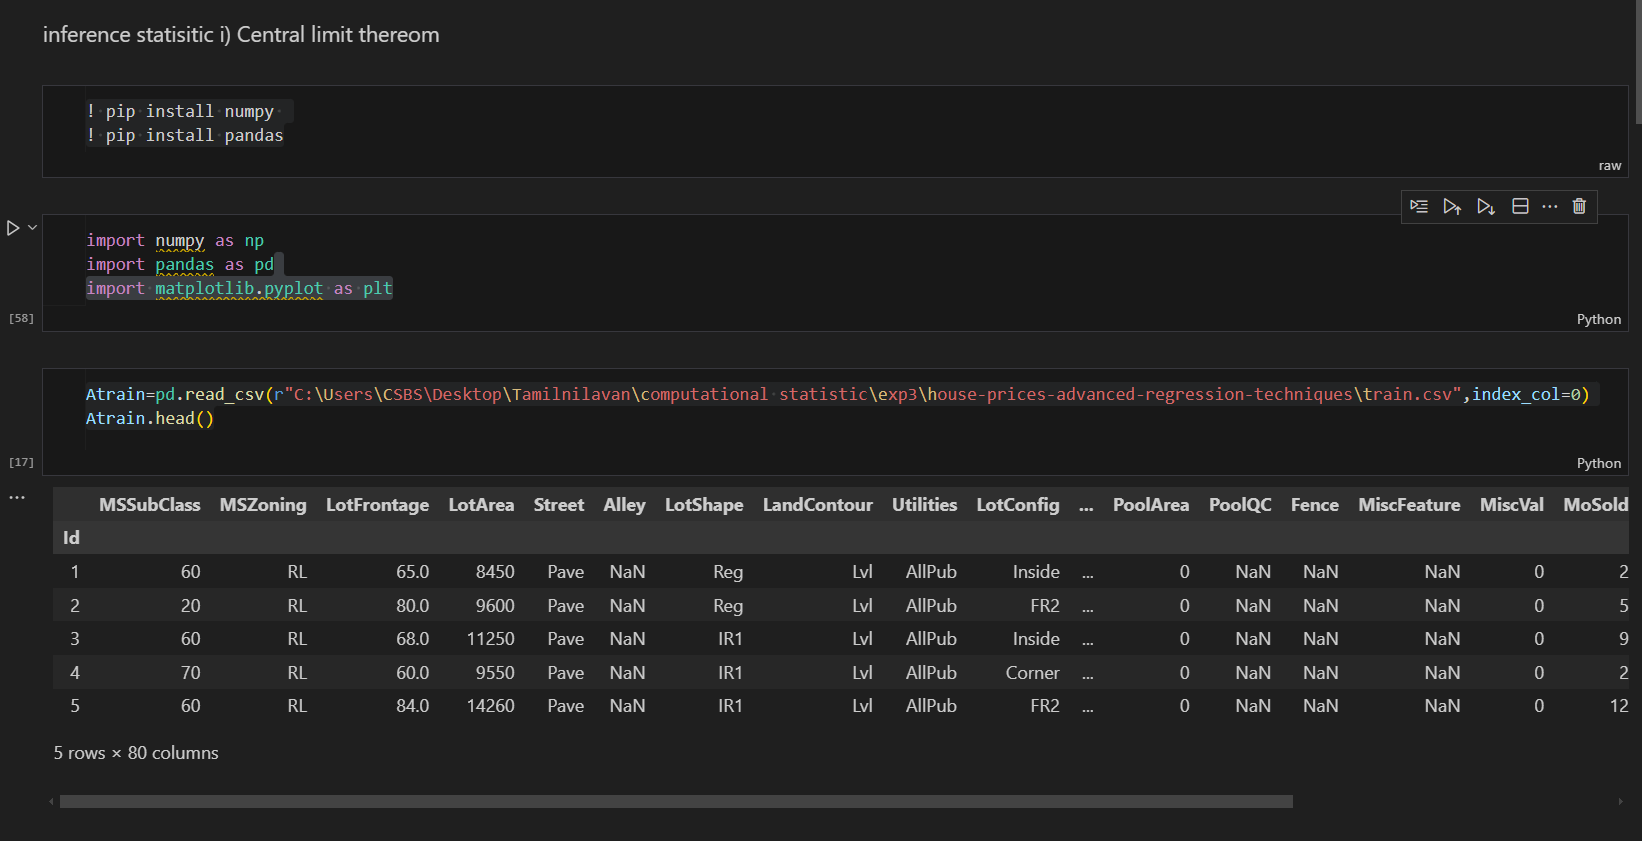 inference statisitic i) Central limit thereom
! pip install numpy
! pip install pandas
raw
import numpy as np
import pandas as pd
import matplotlib.pyplot as plt
[58]
Python
Atrain=pd.read_csv(r"C:\Users\CSBS\Desktop\Tamilnilavan\computational statistic\exp3\house-prices-advanced-regression-techniques\train.csv",index_col=0)
Atrain.head()
[17]
Python
...
MSSubClass MSZoning LotFrontage LotArea Street Alley LotShape LandContour Utilities LotConfig ... PoolArea PoolQC Fence MiscFeature MiscVal MoSold
Id
1 60 RL 65.0 8450 Pave NaN Reg Lvl AllPub Inside ... 0 NaN NaN NaN 0 2
2 20 RL 80.0 9600 Pave NaN Reg Lvl AllPub FR2 ... 0 NaN NaN NaN 0 5
3 60 RL 68.0 11250 Pave NaN IR1 Lvl AllPub Inside ... 0 NaN NaN NaN 0 9
4 70 RL 60.0 9550 Pave NaN IR1 Lvl AllPub Corner ... 0 NaN NaN NaN 0 2
5 60 RL 84.0 14260 Pave NaN IR1 Lvl AllPub FR2 ... 0 NaN NaN NaN 0 12
5 rows × 80 columns